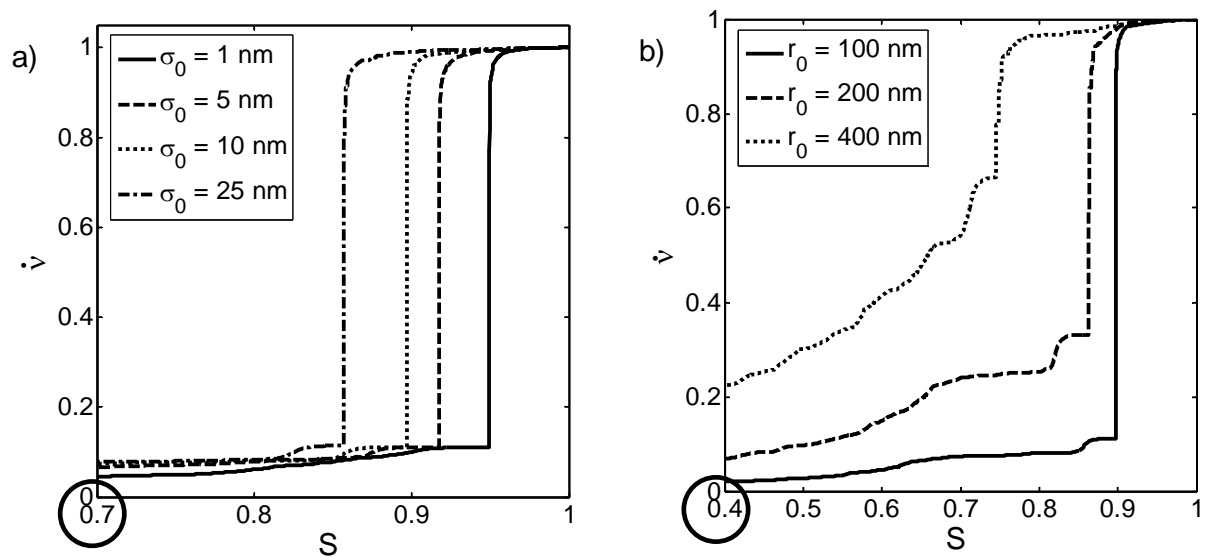 a)
1
0.8
0.6
0.4
0.2
0
ν̇
σ₀ = 1 nm
σ₀ = 5 nm
σ₀ = 10 nm
σ₀ = 25 nm
0.7 0.8 0.9 1
S
b)
1
0.8
0.6
0.4
0.2
0
ν̇
r₀ = 100 nm
r₀ = 200 nm
r₀ = 400 nm
0.4 0.5 0.6 0.7 0.8 0.9 1
S